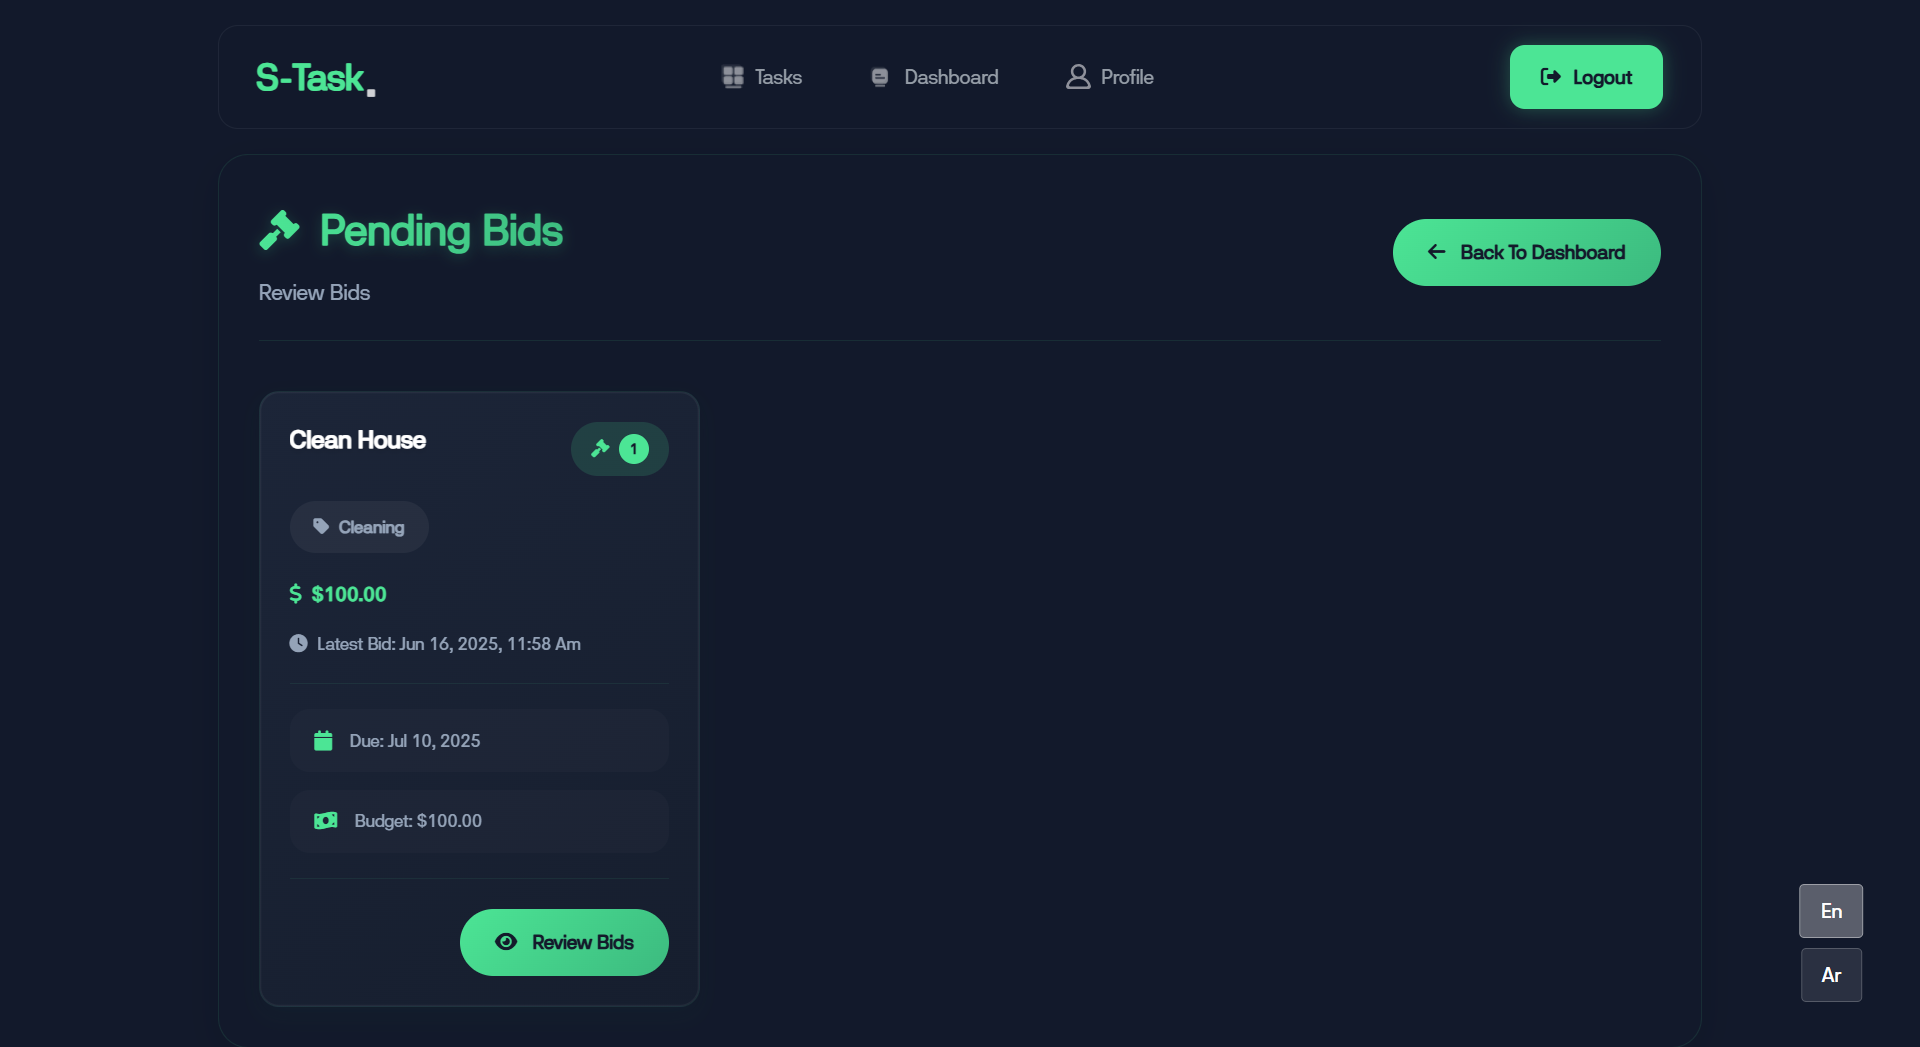 S-Task.
Tasks
Dashboard
Profile
Logout
Pending Bids
Back To Dashboard
Review Bids
Clean House
1
Cleaning
$ $100.00
Latest Bid: Jun 16, 2025, 11:58 Am
Due: Jul 10, 2025
Budget: $100.00
Review Bids
En
Ar